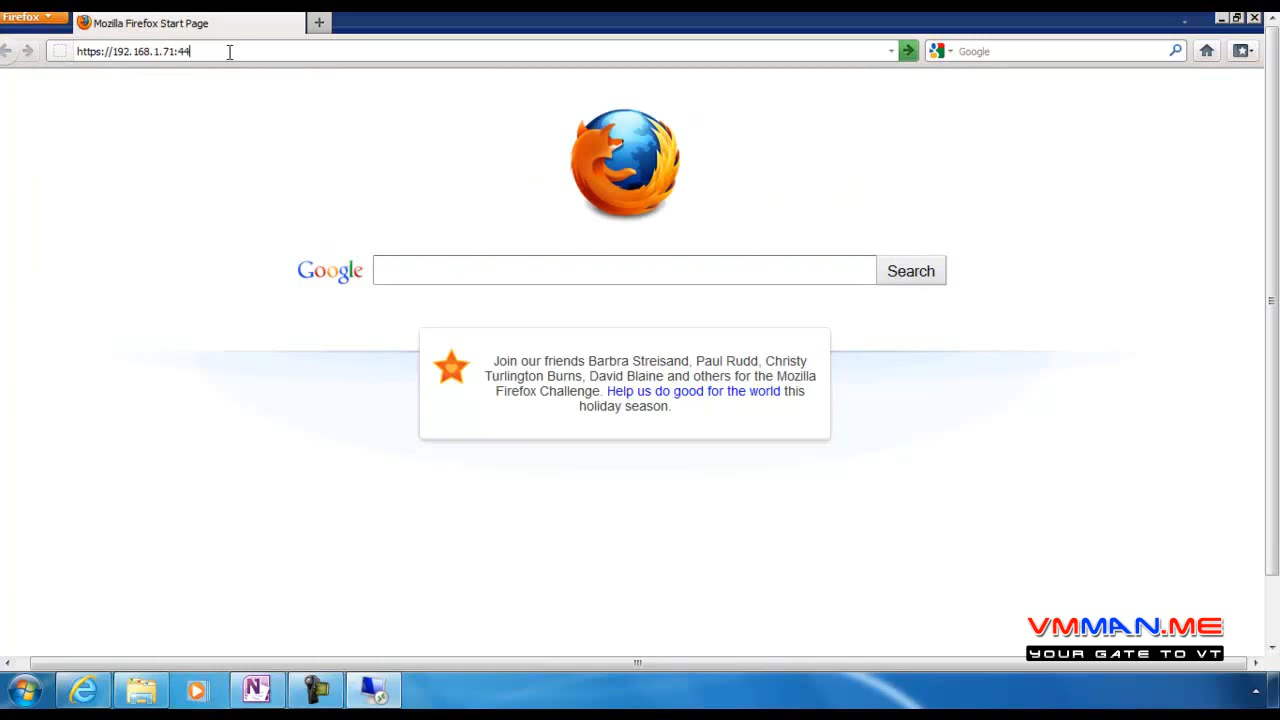 Firefox
Mozilla Firefox Start Page
https://192.168.1.71:44
Google
Google
Search
Join our friends Barbra Streisand, Paul Rudd, Christy
Turlington Burns, David Blaine and others for the Mozilla
Firefox Challenge. Help us do good for the world this
holiday season.
VMMAN.ME
YOUR GATE TO VT